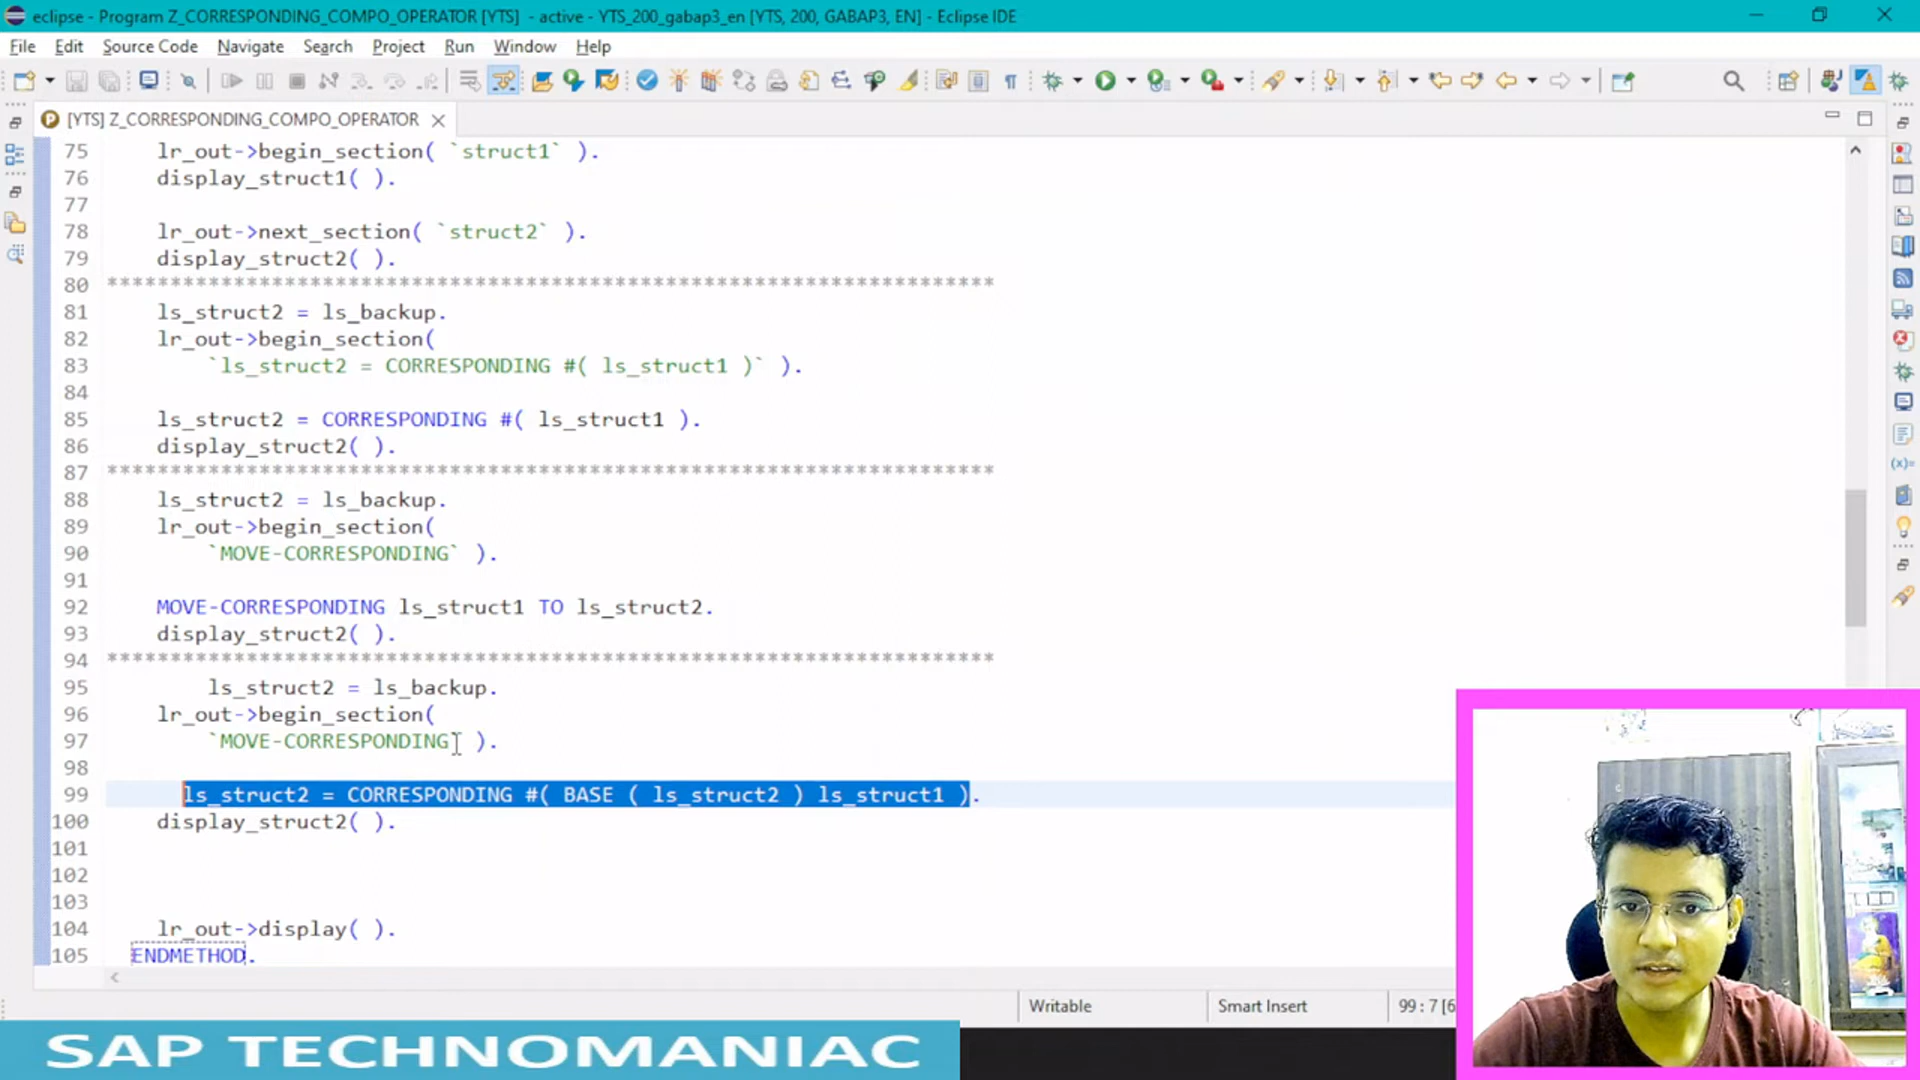 eclipse - Program Z_CORRESPONDING_COMPO_OPERATOR [YTS] - active - YTS_200_gabap3_en [YTS, 200, GABAP3, EN] - Eclipse IDE
File Edit Source Code Navigate Search Project Run Window Help
[YTS] Z_CORRESPONDING_COMPO_OPERATOR
75 lr_out->begin_section( `struct1` ).
76 display_struct1( ).
77
78 lr_out->next_section( `struct2` ).
79 display_struct2( ).
80 **********************************************************************
81 ls_struct2 = ls_backup.
82 lr_out->begin_section(
83 `ls_struct2 = CORRESPONDING #( ls_struct1 )` ).
84
85 ls_struct2 = CORRESPONDING #( ls_struct1 ).
86 display_struct2( ).
87 **********************************************************************
88 ls_struct2 = ls_backup.
89 lr_out->begin_section(
90 `MOVE-CORRESPONDING` ).
91
92 MOVE-CORRESPONDING ls_struct1 TO ls_struct2.
93 display_struct2( ).
94 **********************************************************************
95 ls_struct2 = ls_backup.
96 lr_out->begin_section(
97 `MOVE-CORRESPONDING` ).
98
99 ls_struct2 = CORRESPONDING #( BASE ( ls_struct2 ) ls_struct1 ).
100 display_struct2( ).
101
102
103
104 lr_out->display( ).
105 ENDMETHOD.
Writable Smart Insert 99 : 7 [6
SAP TECHNOMANIAC